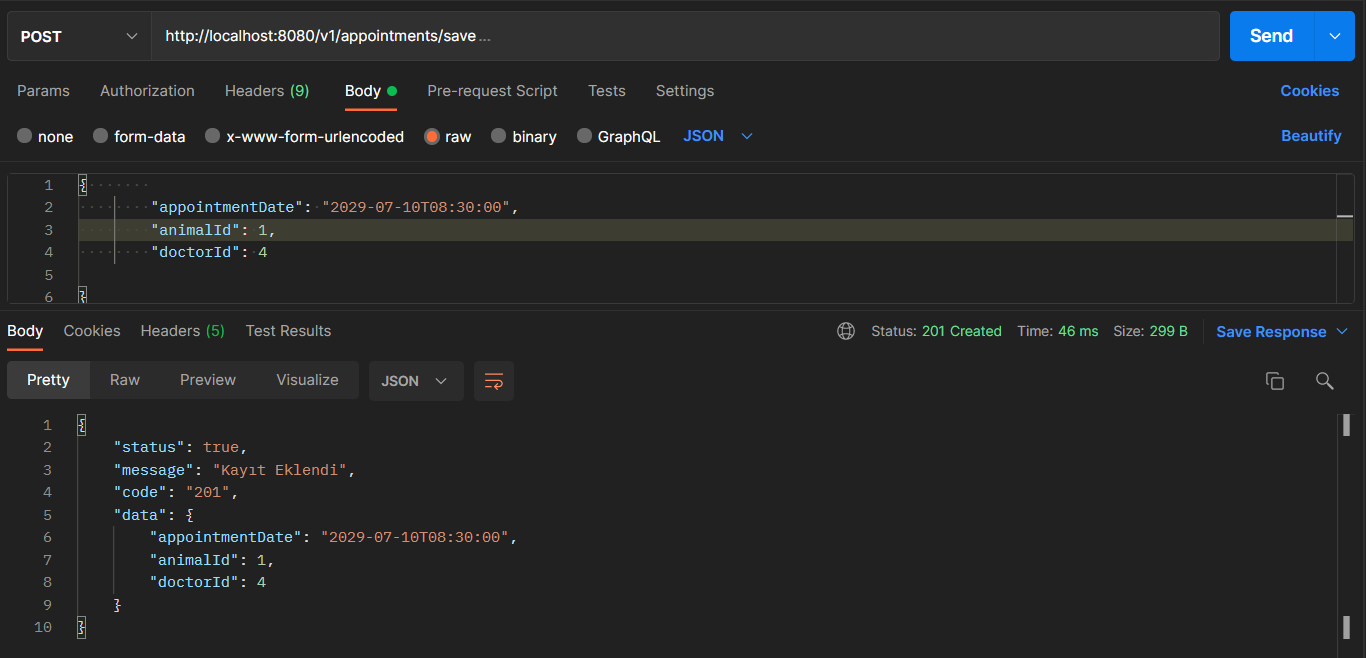 POST http://localhost:8080/v1/appointments/save... Send
Params Authorization Headers (9) Body Pre-request Script Tests Settings Cookies
none form-data x-www-form-urlencoded raw binary GraphQL JSON Beautify
1 {
2 "appointmentDate": "2029-07-10T08:30:00",
3 "animalId": 1,
4 "doctorId": 4
5
6 }
Body Cookies Headers (5) Test Results Status: 201 Created Time: 46 ms Size: 299 B Save Response
Pretty Raw Preview Visualize JSON
1 {
2 "status": true,
3 "message": "Kayıt Eklendi",
4 "code": "201",
5 "data": {
6 "appointmentDate": "2029-07-10T08:30:00",
7 "animalId": 1,
8 "doctorId": 4
9 }
10 }